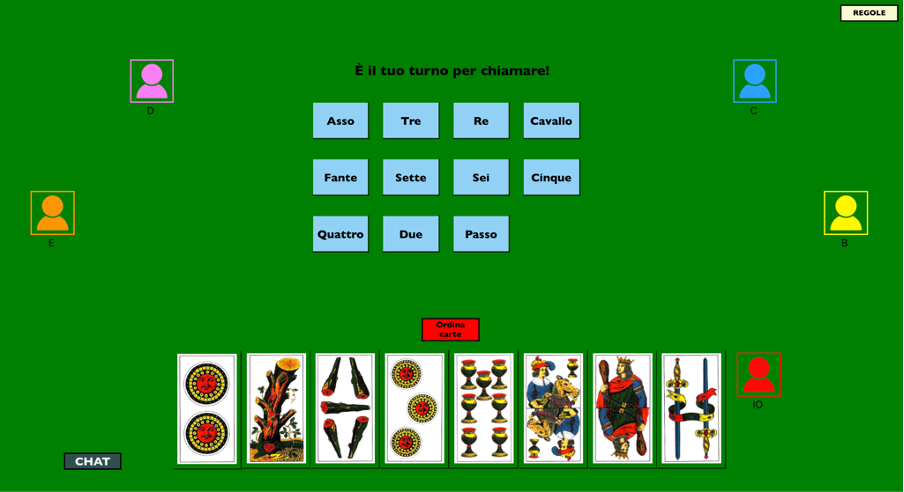 REGOLE
È il tuo turno per chiamare!
Asso Tre Re Cavallo
Fante Sette Sei Cinque
Quattro Due Passo
D
C
E
B
Ordina
carte
IO
CHAT